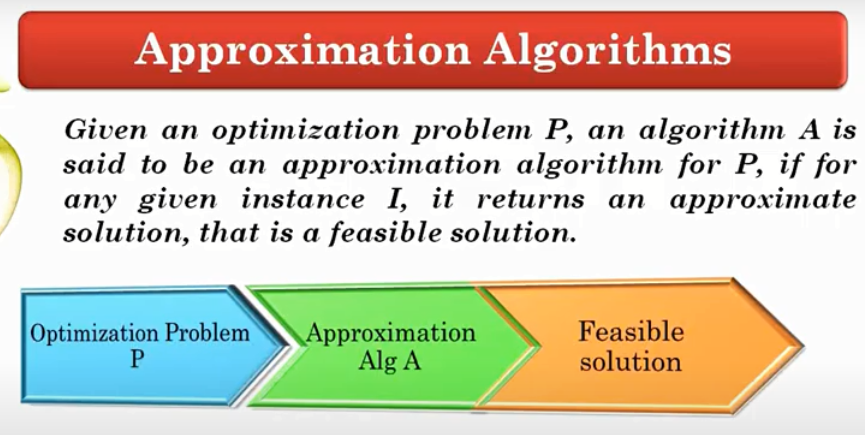 Approximation Algorithms
Given an optimization problem P, an algorithm A is
said to be an approximation algorithm for P, if for
any given instance I, it returns an approximate
solution, that is a feasible solution.
Optimization Problem
P
Approximation
Alg A
Feasible
solution